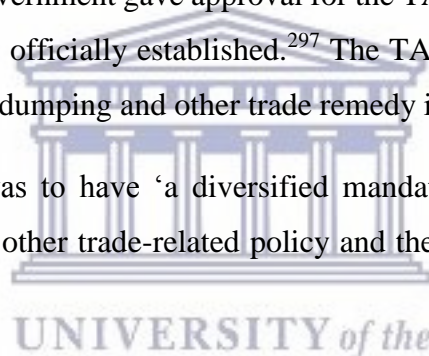 vernment gave approval for the TA
officially established.297 The TA
dumping and other trade remedy i
as to have ‘a diversified mandat
other trade-related policy and the
UNIVERSITY of the